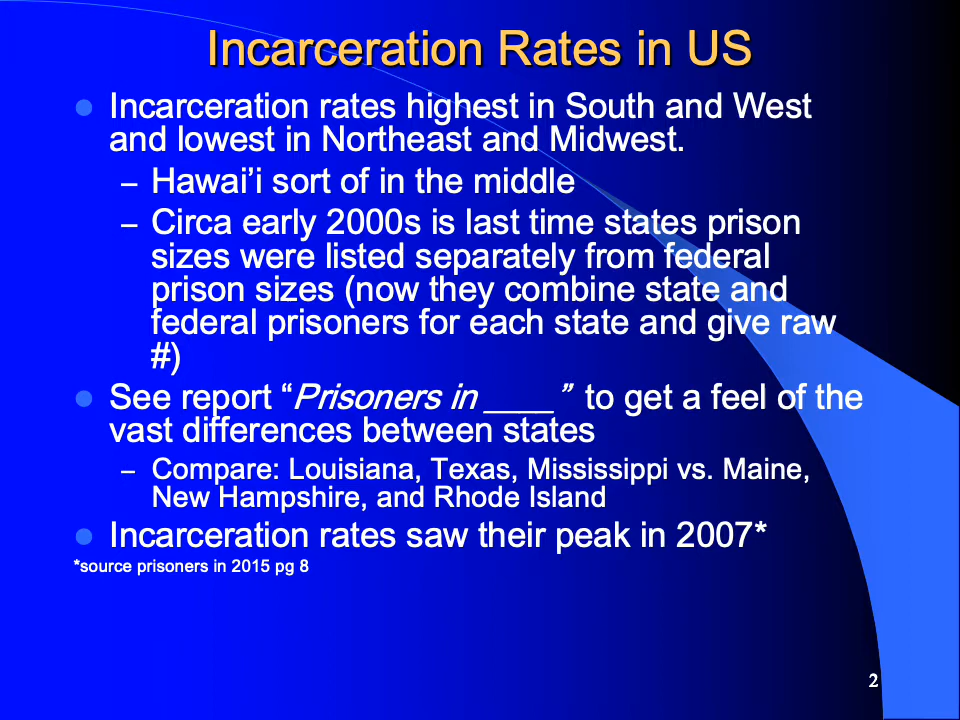 Incarceration Rates in US
Incarceration rates highest in South and West
and lowest in Northeast and Midwest.
– Hawai’i sort of in the middle
– Circa early 2000s is last time states prison
sizes were listed separately from federal
prison sizes (now they combine state and
federal prisoners for each state and give raw
#)
See report “Prisoners in ____” to get a feel of the
vast differences between states
– Compare: Louisiana, Texas, Mississippi vs. Maine,
New Hampshire, and Rhode Island
Incarceration rates saw their peak in 2007*
*source prisoners in 2015 pg 8
2